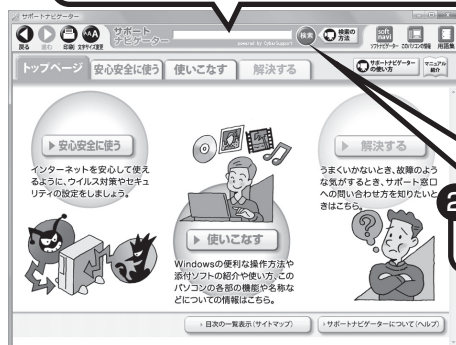 サポートナビゲーター
戻る 進む 印刷 文字サイズ変更
サポート
ナビゲーター
powered by CyberSupport
検索
検索の
方法
soft
navi
ソフトナビゲーター このパソコンの情報 用語集
トップページ 安心安全に使う 使いこなす 解決する
サポートナビゲーター
の使い方
マニュアル
紹介
安心安全に使う
インターネットを安心して使え
るように、ウイルス対策やセキュ
リティの設定をしましょう。
使いこなす
Windowsの便利な操作方法や
添付ソフトの紹介や使い方、この
パソコンの各部の機能や名称な
どについての情報はこちら。
解決する
うまくいかないとき、故障のよう
な気がするとき、サポート窓口
への問い合わせ方を知りたいと
きはこちら。
2
目次の一覧表示(サイトマップ)
サポートナビゲーターについて(ヘルプ)